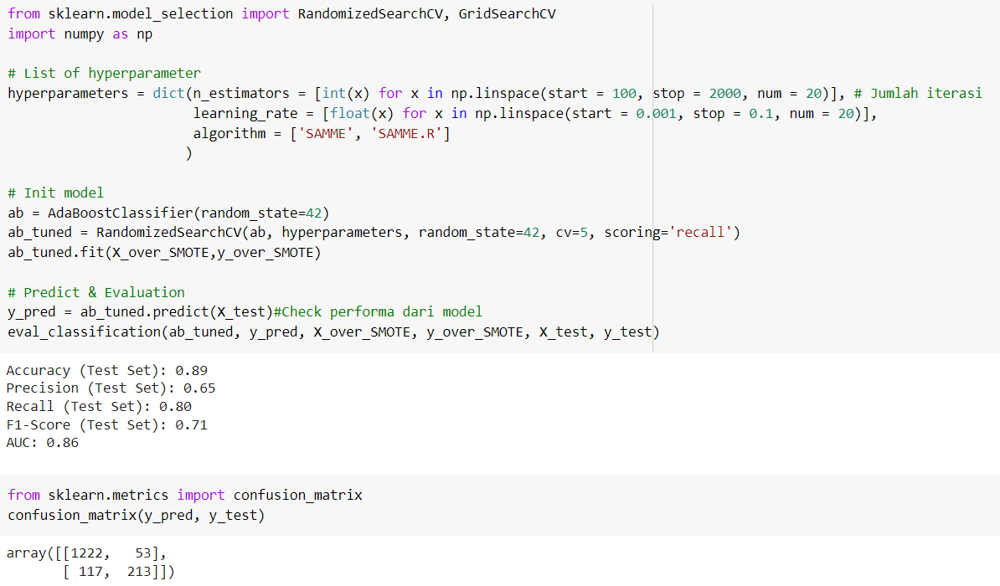 from sklearn.model_selection import RandomizedSearchCV, GridSearchCV
import numpy as np
# List of hyperparameter
hyperparameters = dict(n_estimators = [int(x) for x in np.linspace(start = 100, stop = 2000, num = 20)], # Jumlah iterasi
learning_rate = [float(x) for x in np.linspace(start = 0.001, stop = 0.1, num = 20)],
algorithm = ['SAMME', 'SAMME.R']
)
# Init model
ab = AdaBoostClassifier(random_state=42)
ab_tuned = RandomizedSearchCV(ab, hyperparameters, random_state=42, cv=5, scoring='recall')
ab_tuned.fit(X_over_SMOTE,y_over_SMOTE)
# Predict & Evaluation
y_pred = ab_tuned.predict(X_test)#Check performa dari model
eval_classification(ab_tuned, y_pred, X_over_SMOTE, y_over_SMOTE, X_test, y_test)
Accuracy (Test Set): 0.89
Precision (Test Set): 0.65
Recall (Test Set): 0.80
F1-Score (Test Set): 0.71
AUC: 0.86
from sklearn.metrics import confusion_matrix
confusion_matrix(y_pred, y_test)
array([[1222, 53],
[ 117, 213]])